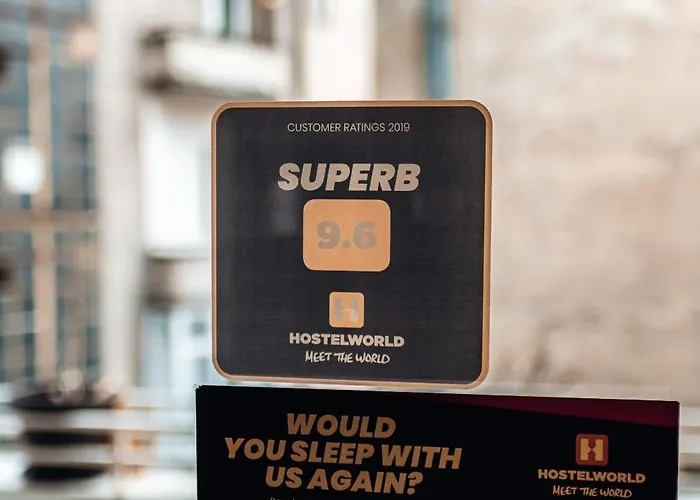 CUSTOMER RATINGS 2019
SUPERB
9.6
H
HOSTELWORLD
MEET THE WORLD
WOULD
YOU SLEEP WITH
US AGAIN?
H
HOSTELWORLD
MEET THE WORLD